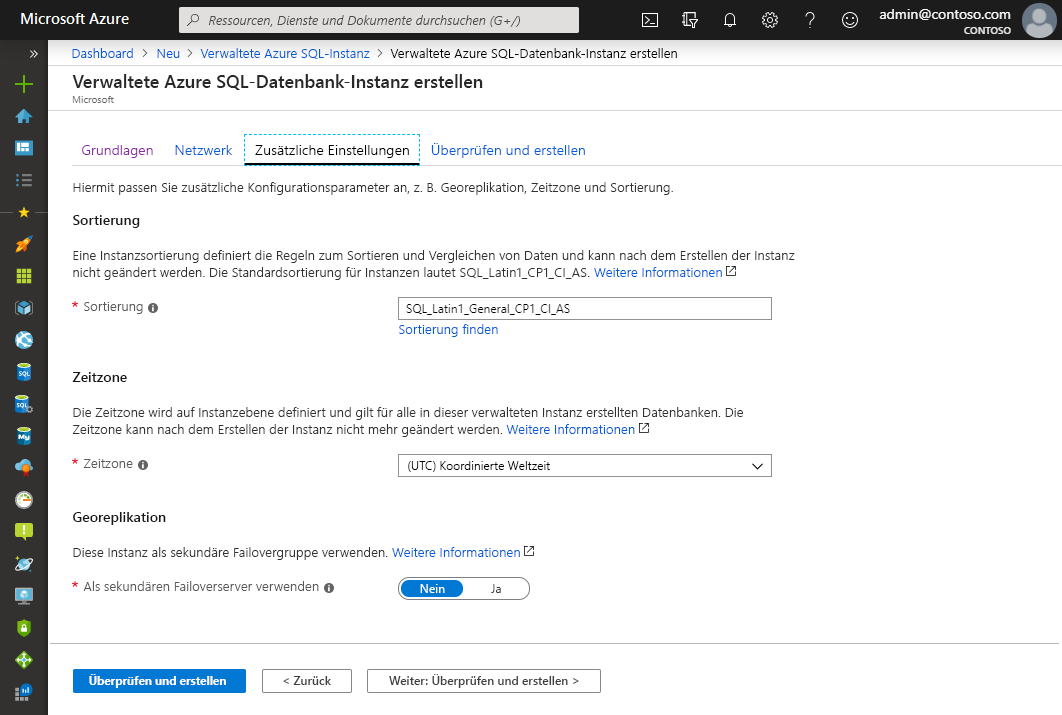 Microsoft Azure
Ressourcen, Dienste und Dokumente durchsuchen (G+/)
admin@contoso.com
CONTOSO
Dashboard > Neu > Verwaltete Azure SQL-Instanz > Verwaltete Azure SQL-Datenbank-Instanz erstellen
Verwaltete Azure SQL-Datenbank-Instanz erstellen
Microsoft
Grundlagen Netzwerk Zusätzliche Einstellungen Überprüfen und erstellen
Hiermit passen Sie zusätzliche Konfigurationsparameter an, z. B. Georeplikation, Zeitzone und Sortierung.
Sortierung
Eine Instanzsortierung definiert die Regeln zum Sortieren und Vergleichen von Daten und kann nach dem Erstellen der Instanz
nicht geändert werden. Die Standardsortierung für Instanzen lautet SQL_Latin1_CP1_CI_AS. Weitere Informationen
* Sortierung
SQL_Latin1_General_CP1_CI_AS
Sortierung finden
Zeitzone
Die Zeitzone wird auf Instanzebene definiert und gilt für alle in dieser verwalteten Instanz erstellten Datenbanken. Die
Zeitzone kann nach dem Erstellen der Instanz nicht mehr geändert werden. Weitere Informationen
* Zeitzone
(UTC) Koordinierte Weltzeit
Georeplikation
Diese Instanz als sekundäre Failovergruppe verwenden. Weitere Informationen
* Als sekundären Failoverserver verwenden
Nein Ja
Überprüfen und erstellen
< Zurück
Weiter: Überprüfen und erstellen >